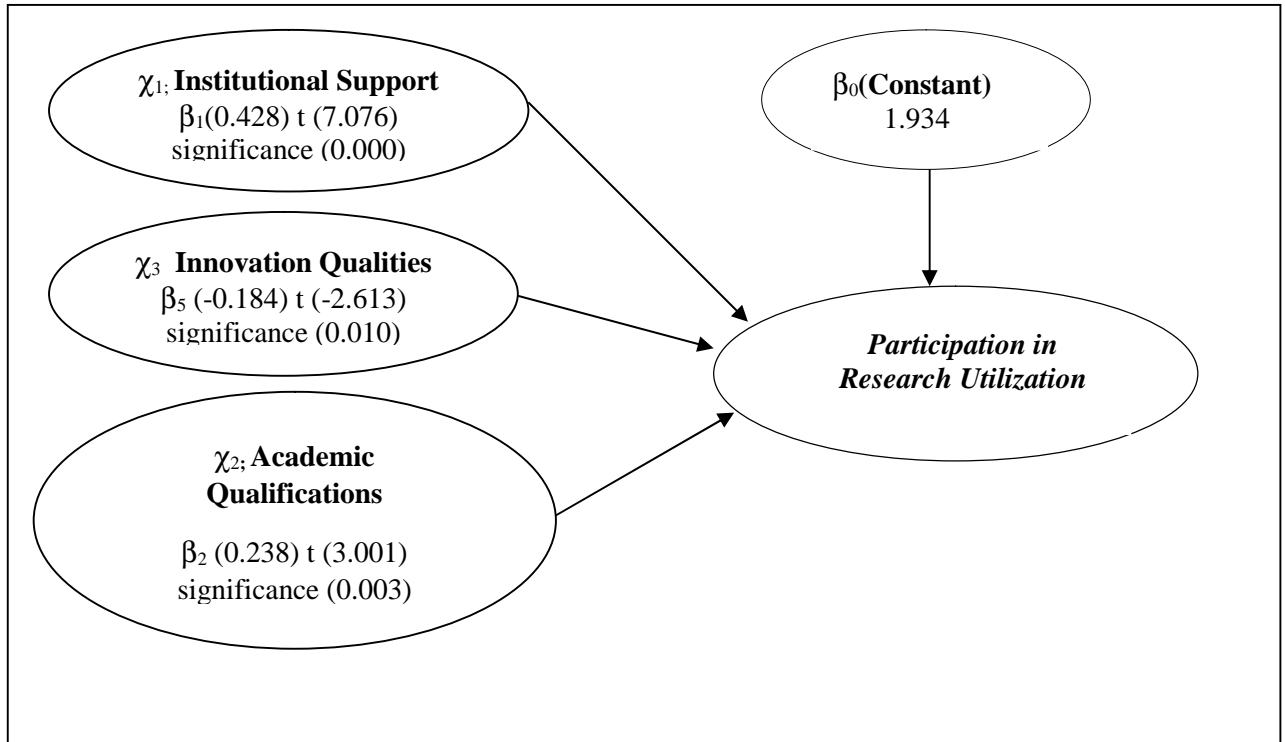 χ1; Institutional Support
β1(0.428) t (7.076)
significance (0.000)
β0(Constant)
1.934
χ3 Innovation Qualities
β5 (-0.184) t (-2.613)
significance (0.010)
Participation in
Research Utilization
χ2; Academic
Qualifications
β2 (0.238) t (3.001)
significance (0.003)